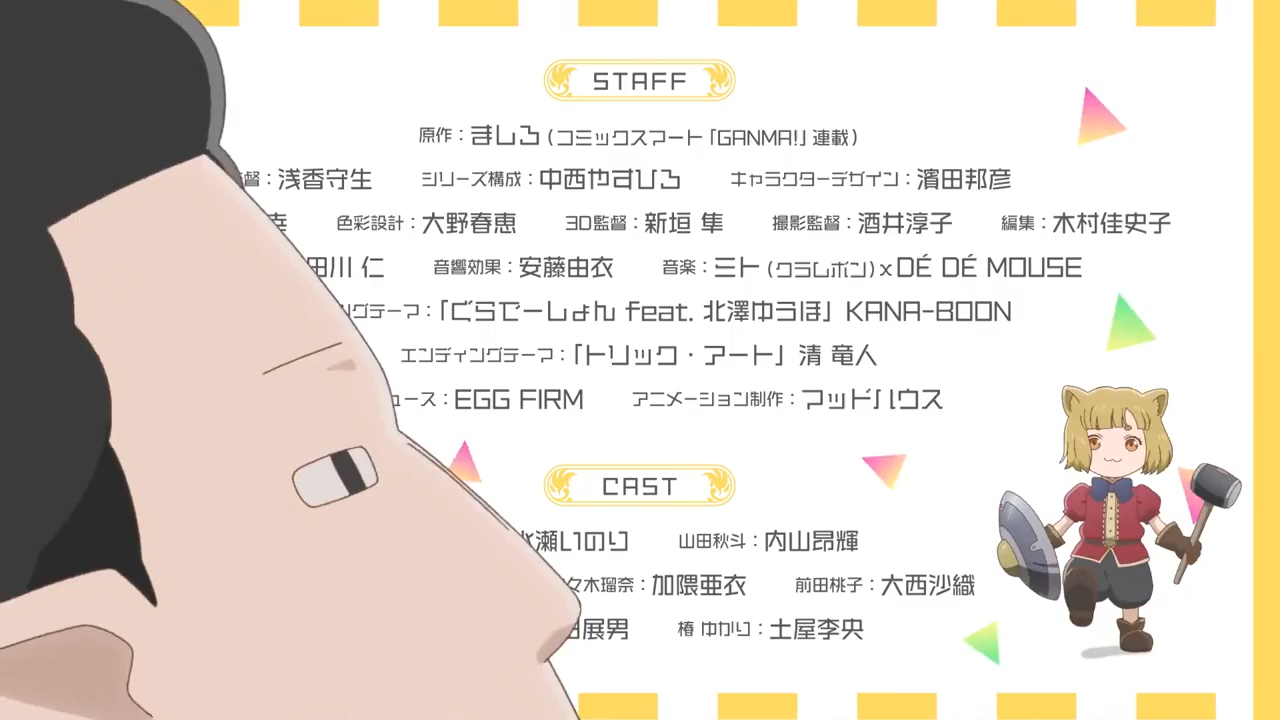 STAFF
原作：ましろ（コミックスマート「GANMA!」連載）
督：浅香守生 シリーズ構成：中西やすひろ キャラクターデザイン：濱田邦彦
幸 色彩設計：大野春恵 3D監督：新垣 隼 撮影監督：酒井淳子 編集：木村佳史子
田川 仁 音響効果：安藤由衣 音楽：ミト（クラムボン）x DÉ DÉ MOUSE
ングテーマ：「ぐらでーしょん feat. 北澤ゆうほ」 KANA-BOON
エンディングテーマ：「トリック・アート」 清 竜人
ュース：EGG FIRM アニメーション制作：マッドハウス
CAST
水瀬いのり 山田秋斗：内山昂輝
々木瑠奈：加隈亜衣 前田桃子：大西沙織
田展男 椿 ゆかり：土屋李央